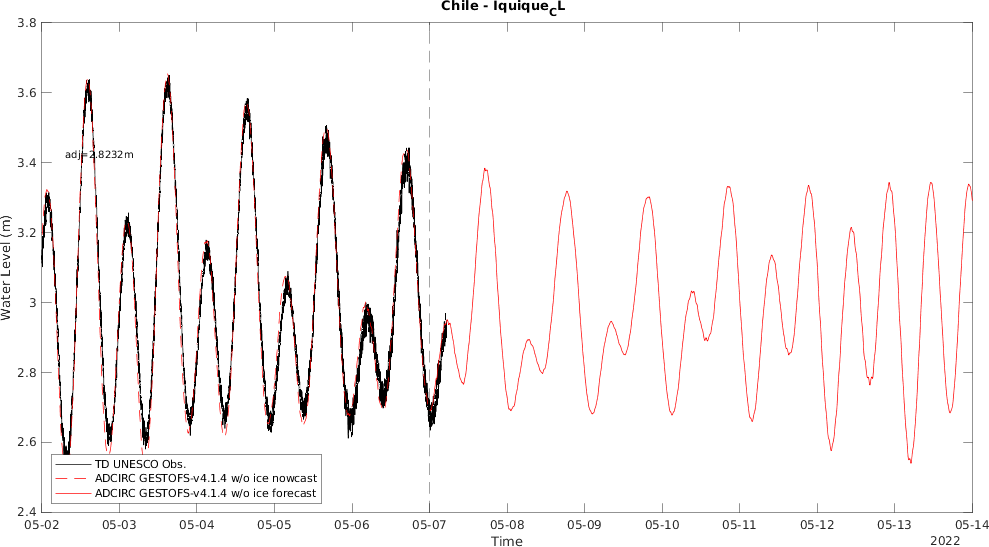 Chile - Iquique_CL
3.8
3.6
3.4
3.2
3
2.8
2.6
2.4
Water Level (m)
adj=2.8232m
TD UNESCO Obs.
ADCIRC GESTOFS-v4.1.4 w/o ice nowcast
ADCIRC GESTOFS-v4.1.4 w/o ice forecast
05-02 05-03 05-04 05-05 05-06 05-07 05-08 05-09 05-10 05-11 05-12 05-13 05-14
Time
2022